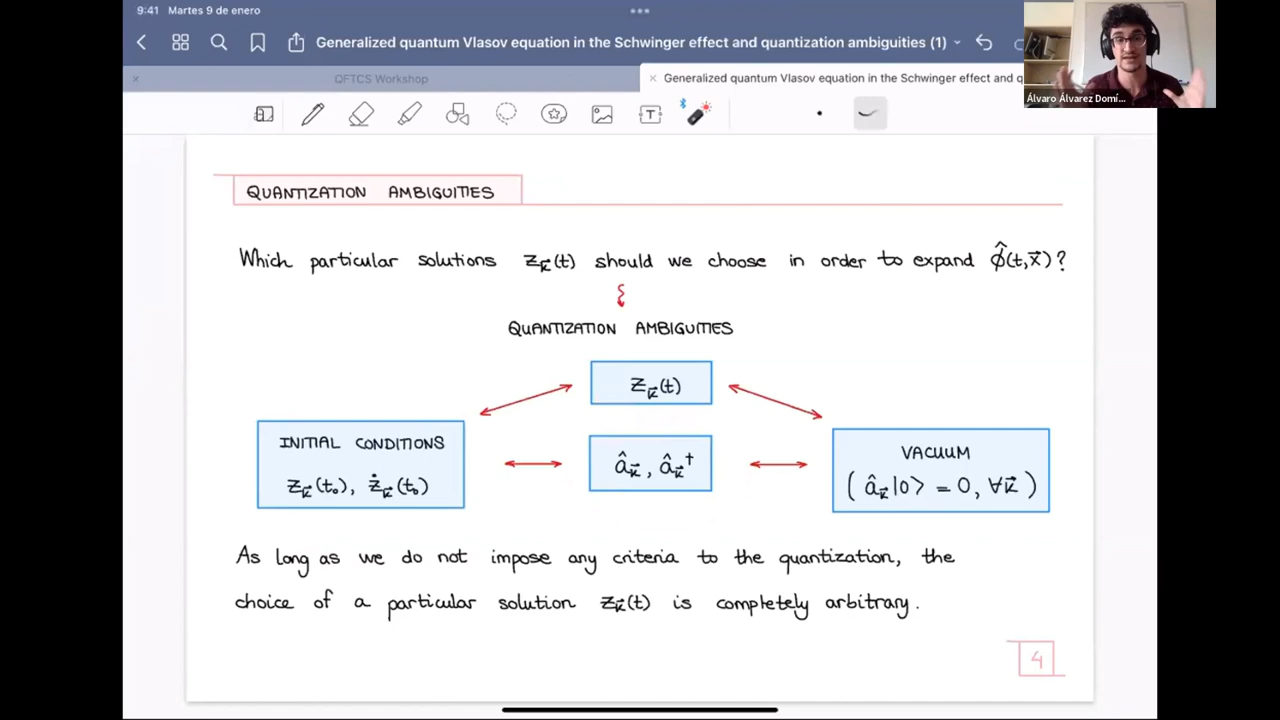 9:41 Martes 9 de enero
Generalized quantum Vlasov equation in the Schwinger effect and quantization ambiguities (1)
QFTCS Workshop
Generalized quantum Vlasov equation in the Schwinger effect and q
Álvaro Álvarez Domí...
QUANTIZATION AMBIGUITIES
Which particular solutions z_k⃗(t) should we choose in order to expand ϕ̂(t,x⃗)?
QUANTIZATION AMBIGUITIES
z_k⃗(t)
INITIAL CONDITIONS
z_k⃗(t₀), ż_k⃗(t₀)
â_k⃗, â_k⃗†
VACUUM
(â_k⃗|0> = 0, ∀k⃗)
As long as we do not impose any criteria to the quantization, the
choice of a particular solution z_k⃗(t) is completely arbitrary.
4